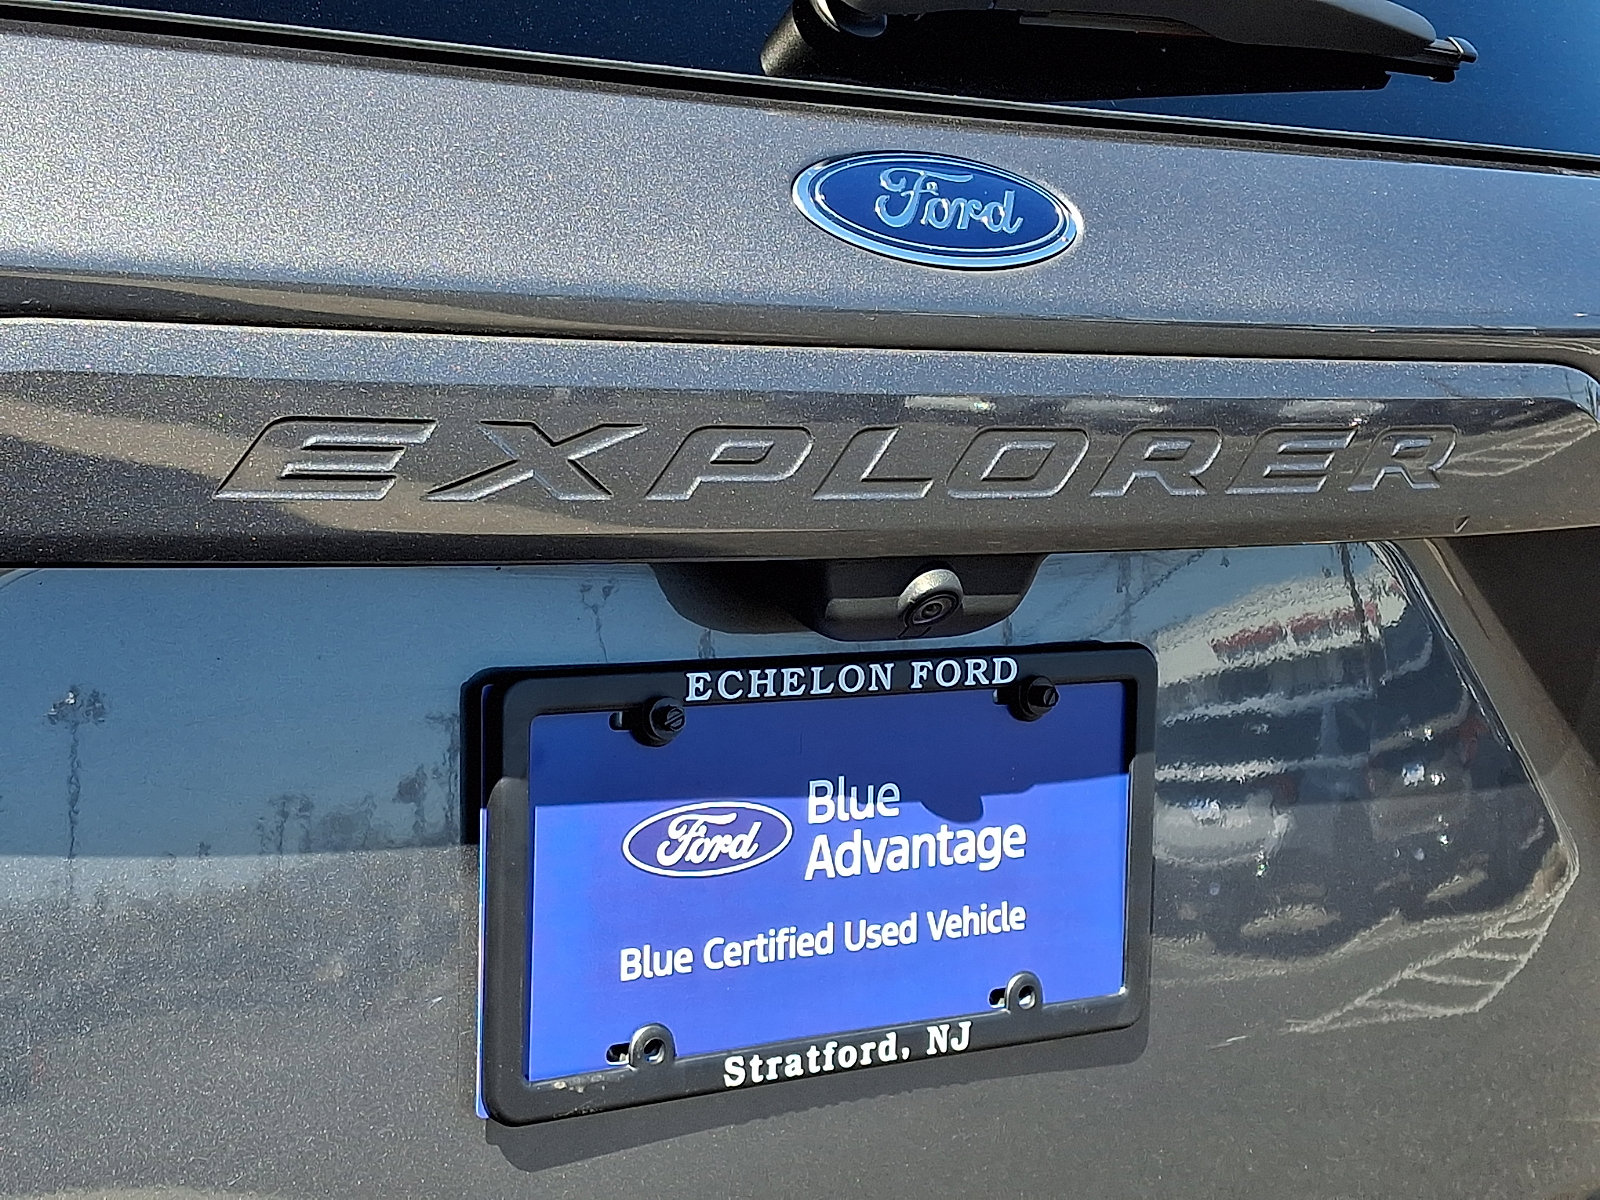 Ford
EXPLORER
ECHELON FORD
Ford
Blue
Advantage
Blue Certified Used Vehicle
Stratford, NJ